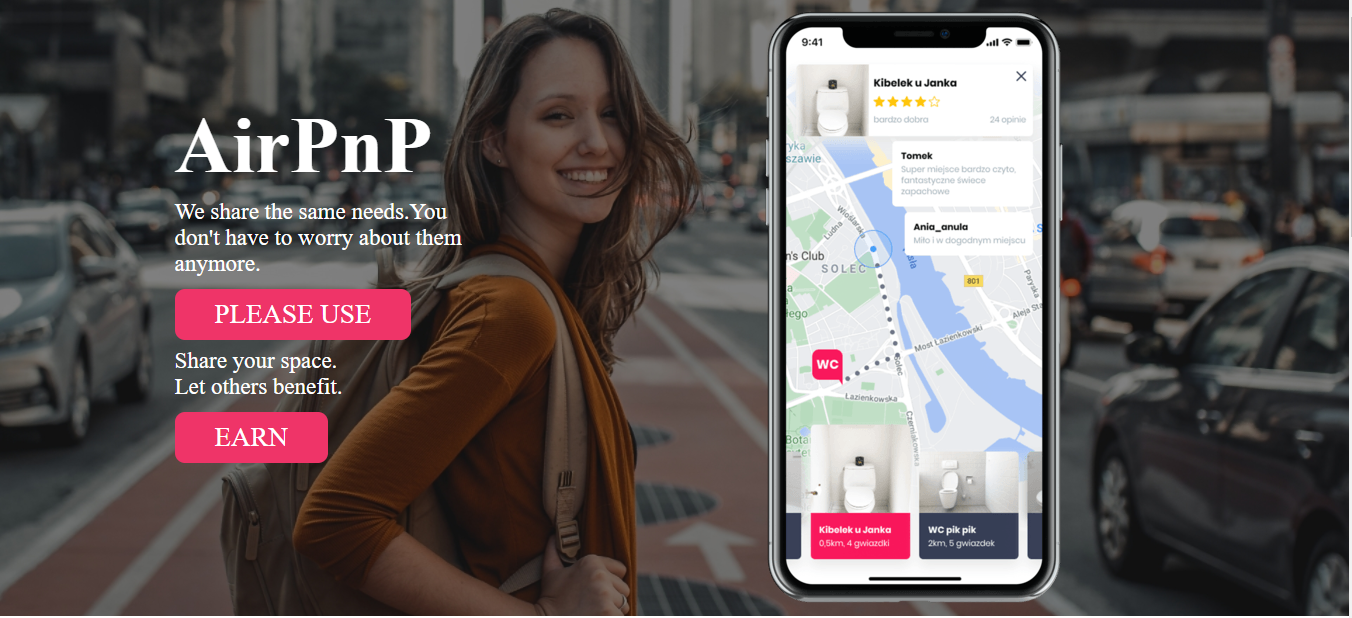 AirPnP
We share the same needs.You
don't have to worry about them
anymore.
PLEASE USE
Share your space.
Let others benefit.
EARN
9:41
Kibelek u Janka
bardzo dobra
24 opinie
Tomek
Super miejsce bardzo czyto,
fantastyczne świece
zapachowe
Ania_anula
Miło i w dogodnym miejscu
szawie
Wioślarska
Ludna
n's Club
SOLEC
801
Paryska
Aleja Sta
Most Łazienkowski
Solec
WC
łego
Łazienkowska
Czerniakowska
Bota
Kibelek u Janka
0,5km, 4 gwiazdki
WC pik pik
2km, 5 gwiazdek